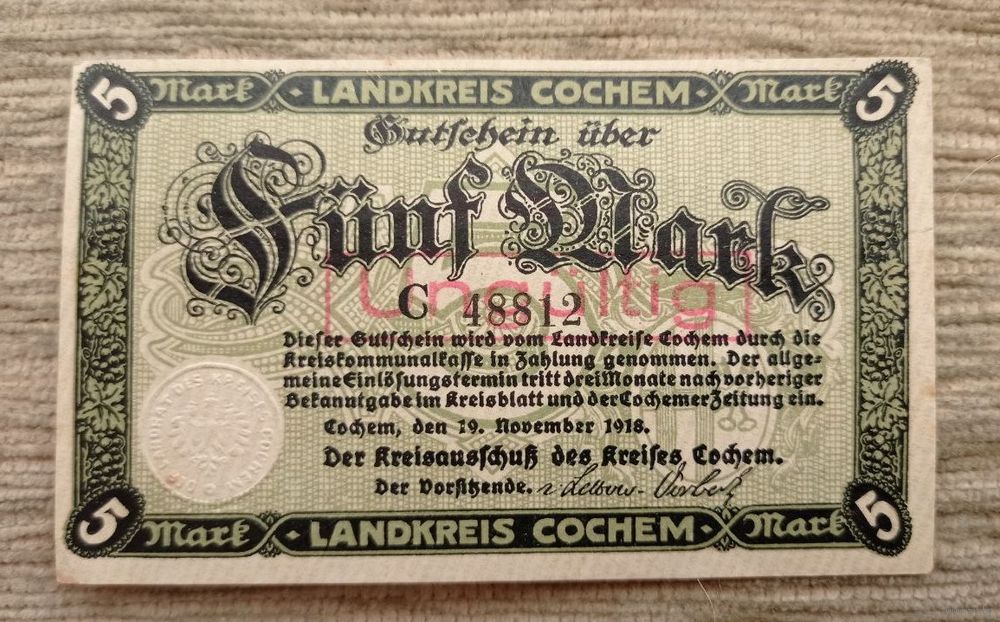 5 Mark · LANDKREIS COCHEM · Mark 5
Gutschein über
Fünf Mark
Ungültig
C 48812
Dieser Gutschein wird vom Landkreise Cochem durch die
Kreiskommunalkasse in Zahlung genommen. Der allge-
meine Einlösungstermin tritt drei Monate nach vorheriger
Bekanntgabe im Kreisblatt und der Cochemer Zeitung ein.
Cochem, den 19. November 1918.
Der Kreisausschuß des Kreises Cochem.
Der Vorsitzende.
5 Mark · LANDKREIS COCHEM · Mark 5